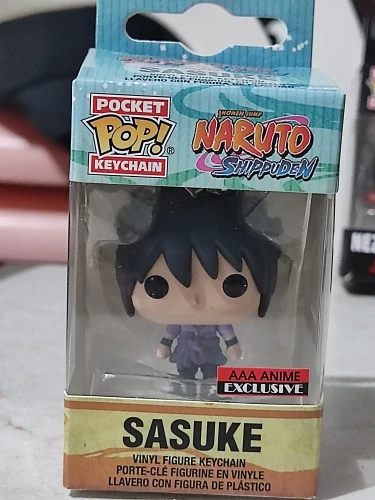 POCKET
POP!®
KEYCHAIN
SHONEN JUMP
NARUTO
SHIPPUDEN
AAA ANIME
EXCLUSIVE
SASUKE
VINYL FIGURE KEYCHAIN
PORTE-CLÉ FIGURINE EN VINYLE
LLAVERO CON FIGURA DE PLÁSTICO
NEZ